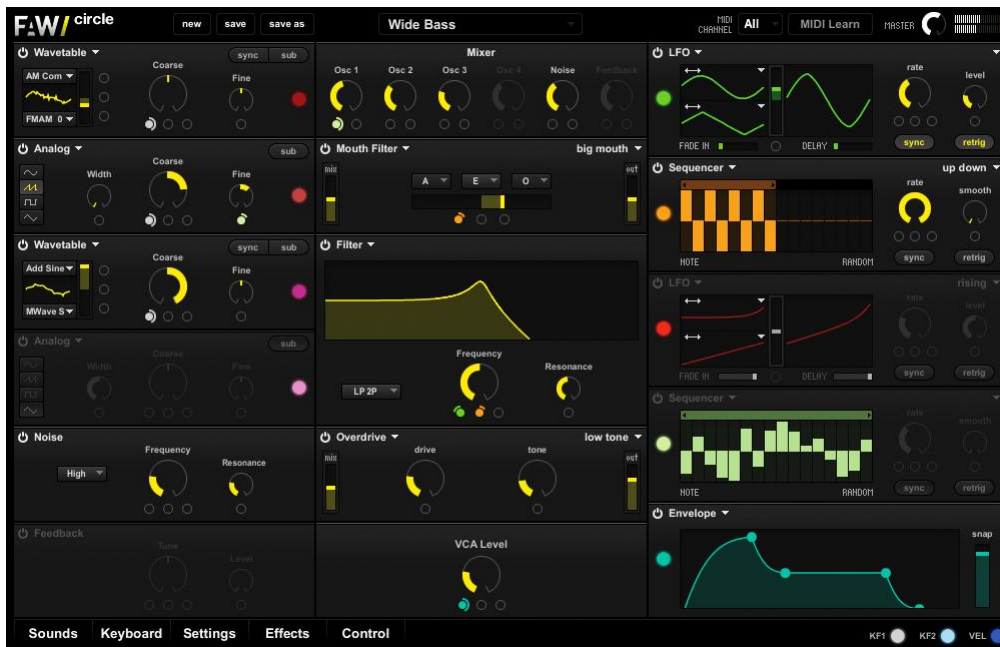 FAW/ circle
new save save as
Wide Bass
MIDI CHANNEL All MIDI Learn MASTER
Wavetable sync sub
AM Com Coarse Fine
FMAM 0
Analog sub
Width Coarse Fine
Wavetable sync sub
Add Sine Coarse Fine
MWave S
Analog sub
Width Coarse Fine
Noise
High Frequency Resonance
Feedback
Tune Level
Mixer
Osc 1 Osc 2 Osc 3 Osc 4 Noise Feedback
Mouth Filter big mouth
mix A E O out
Filter
Frequency Resonance
LP 2P
Overdrive low tone
mix drive tone out
VCA Level
LFO
rate level
FADE IN DELAY sync retrig
Sequencer up down
rate smooth
NOTE RANDOM sync retrig
LFO rising
rate level
FADE IN DELAY sync retrig
Sequencer
rate smooth
NOTE RANDOM sync retrig
Envelope
snap
Sounds Keyboard Settings Effects Control
KF1 KF2 VEL